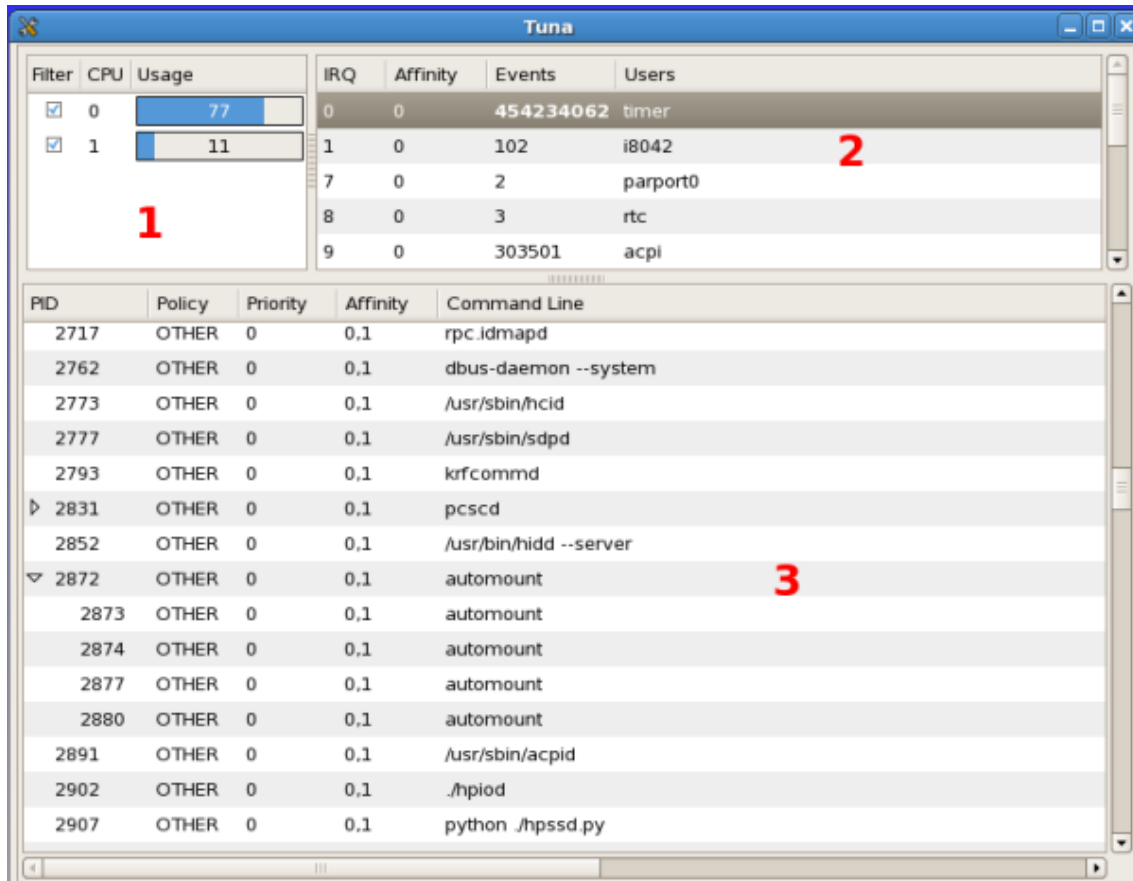 Tuna
Filter CPU Usage
0 77
1 11
1
IRQ Affinity Events Users
0 0 454234062 timer
1 0 102 i8042
7 0 2 parport0
8 0 3 rtc
9 0 303501 acpi
2
PID Policy Priority Affinity Command Line
2717 OTHER 0 0,1 rpc.idmapd
2762 OTHER 0 0,1 dbus-daemon --system
2773 OTHER 0 0,1 /usr/sbin/hcid
2777 OTHER 0 0,1 /usr/sbin/sdpd
2793 OTHER 0 0,1 krfcommd
2831 OTHER 0 0,1 pcscd
2852 OTHER 0 0,1 /usr/bin/hidd --server
2872 OTHER 0 0,1 automount
3
2873 OTHER 0 0,1 automount
2874 OTHER 0 0,1 automount
2877 OTHER 0 0,1 automount
2880 OTHER 0 0,1 automount
2891 OTHER 0 0,1 /usr/sbin/acpid
2902 OTHER 0 0,1 ./hpiod
2907 OTHER 0 0,1 python ./hpssd.py